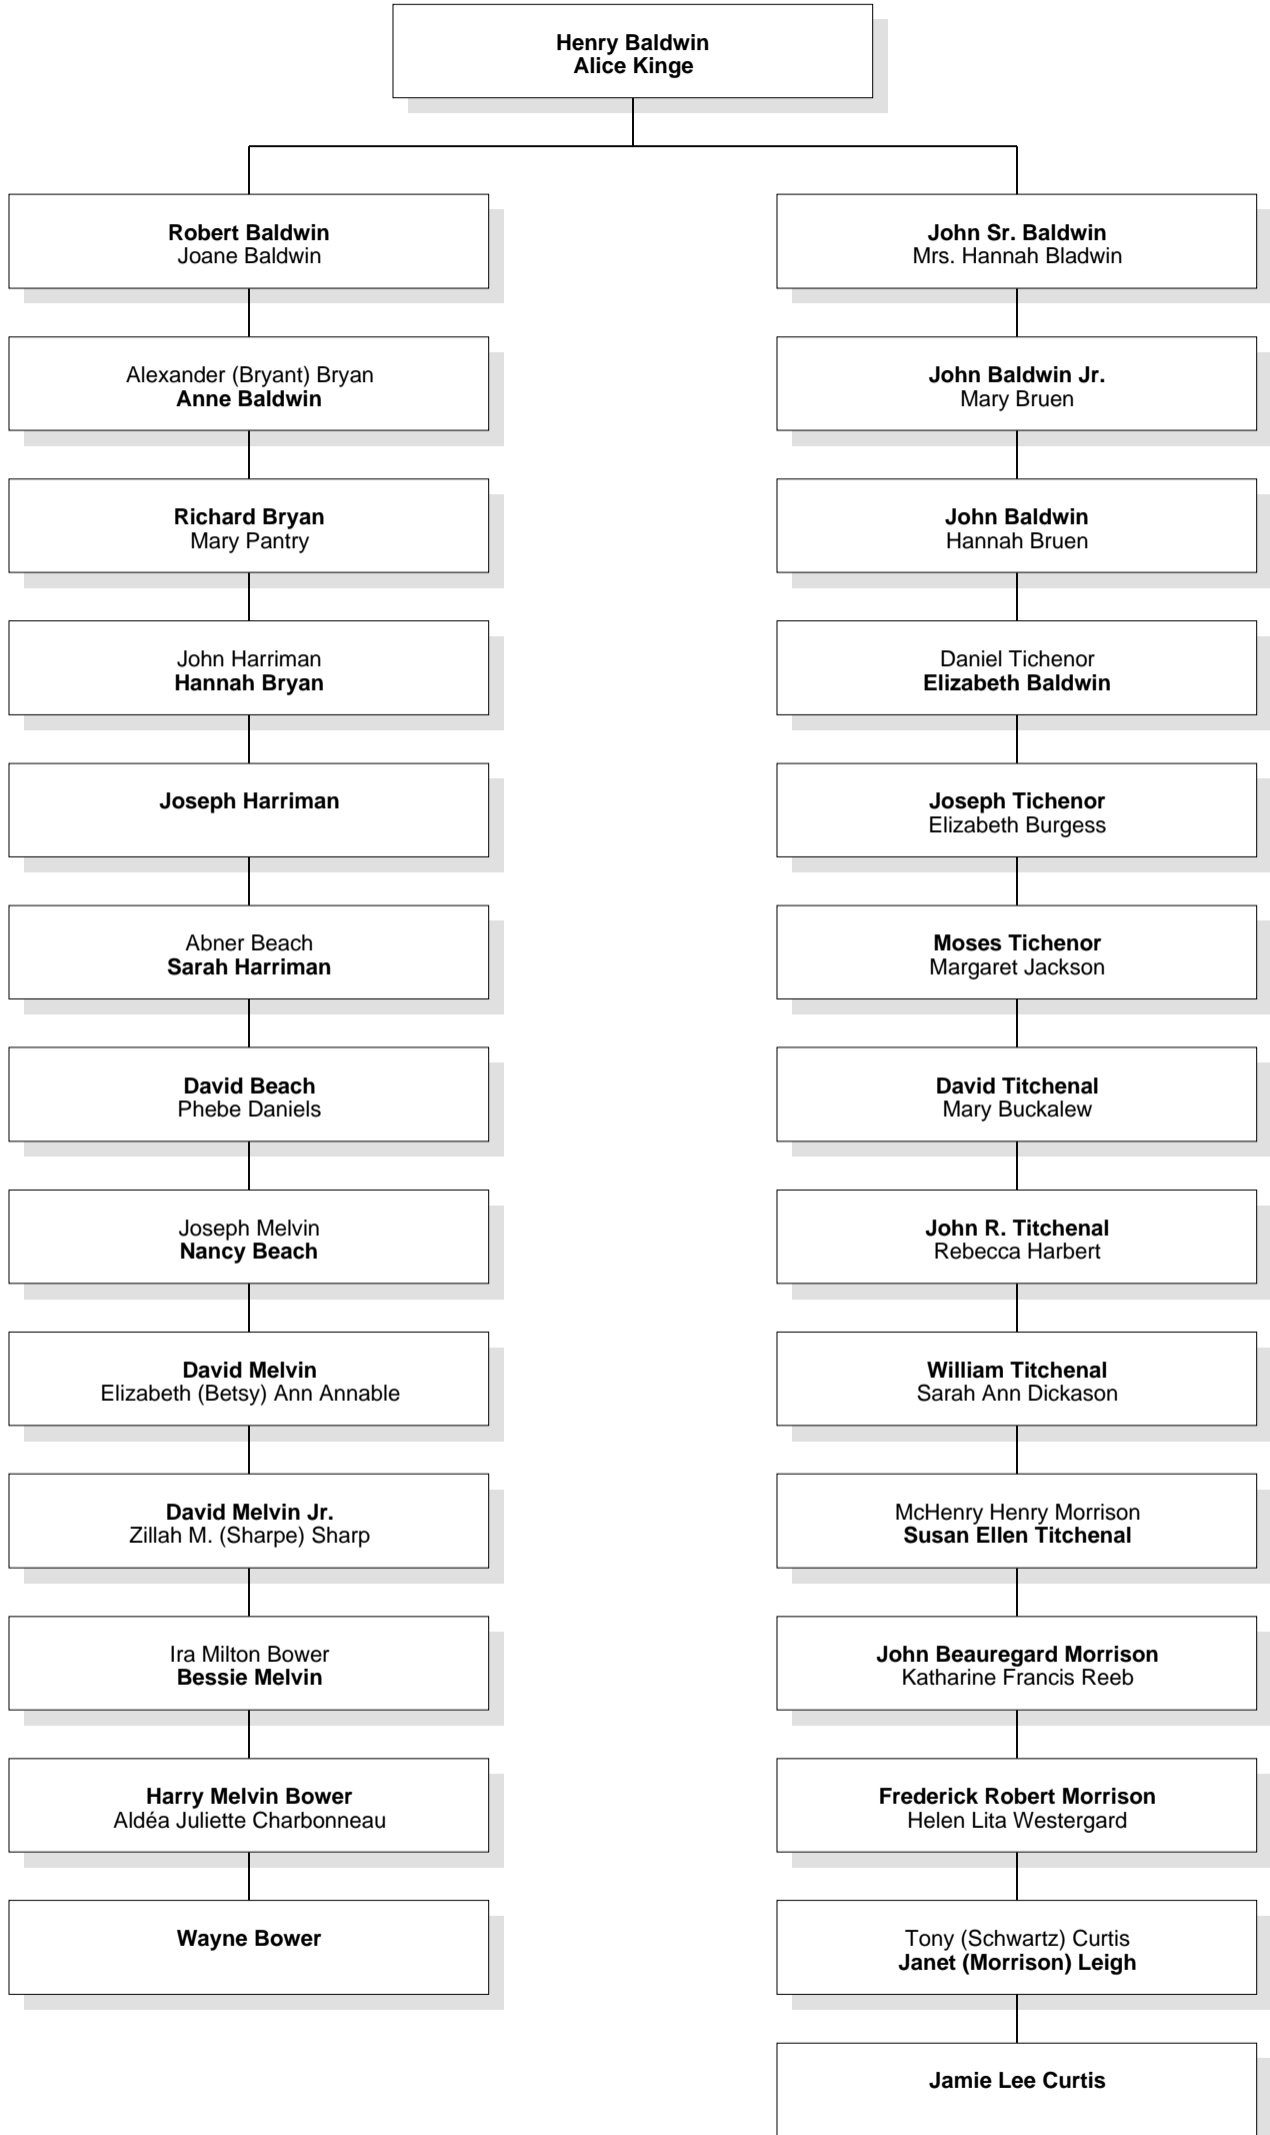 Henry Baldwin
Alice Kinge
Robert Baldwin
Joane Baldwin
John Sr. Baldwin
Mrs. Hannah Bladwin
Alexander (Bryant) Bryan
Anne Baldwin
John Baldwin Jr.
Mary Bruen
Richard Bryan
Mary Pantry
John Baldwin
Hannah Bruen
John Harriman
Hannah Bryan
Daniel Tichenor
Elizabeth Baldwin
Joseph Harriman
Joseph Tichenor
Elizabeth Burgess
Abner Beach
Sarah Harriman
Moses Tichenor
Margaret Jackson
David Beach
Phebe Daniels
David Titchenal
Mary Buckalew
Joseph Melvin
Nancy Beach
John R. Titchenal
Rebecca Harbert
David Melvin
Elizabeth (Betsy) Ann Annable
William Titchenal
Sarah Ann Dickason
David Melvin Jr.
Zillah M. (Sharpe) Sharp
McHenry Henry Morrison
Susan Ellen Titchenal
Ira Milton Bower
Bessie Melvin
John Beauregard Morrison
Katharine Francis Reeb
Harry Melvin Bower
Aldéa Juliette Charbonneau
Frederick Robert Morrison
Helen Lita Westergard
Wayne Bower
Tony (Schwartz) Curtis
Janet (Morrison) Leigh
Jamie Lee Curtis